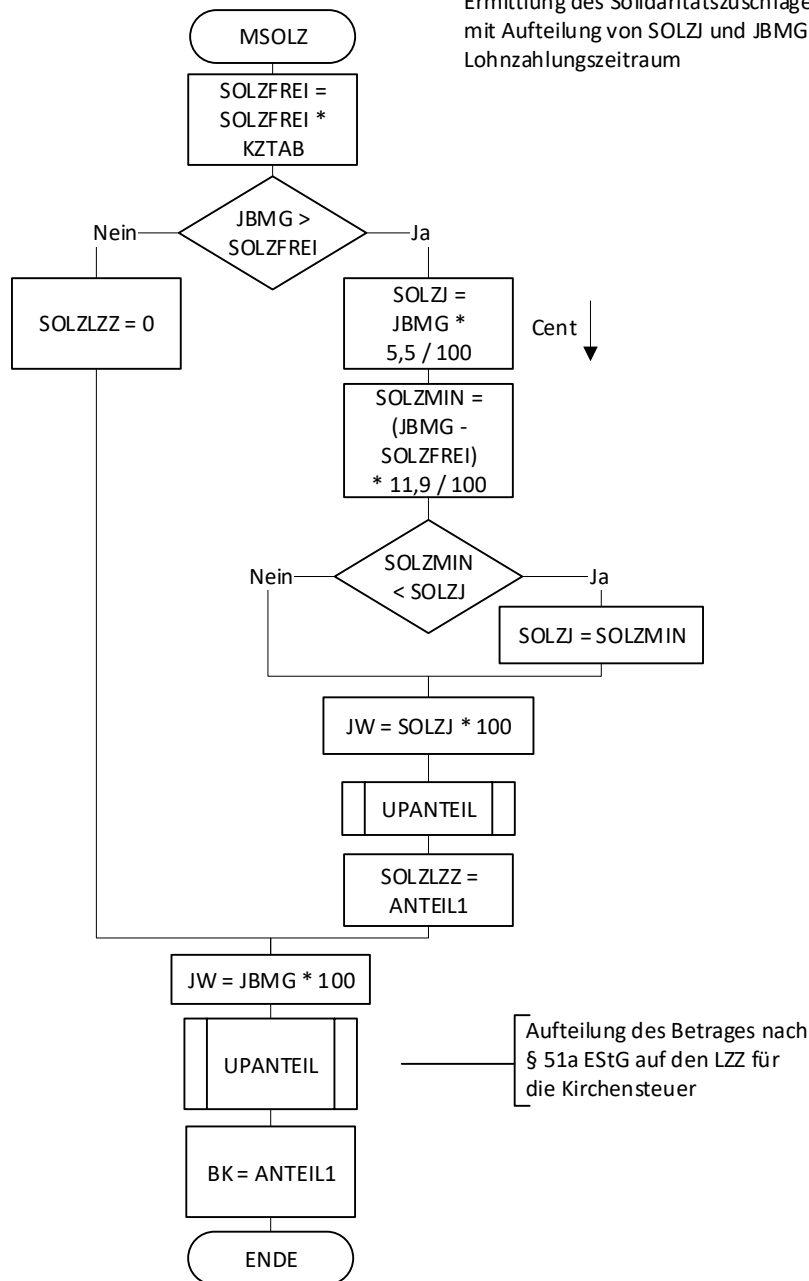 Ermittlung des Solidaritätszuschlage
mit Aufteilung von SOLZJ und JBMG
Lohnzahlungszeitraum
MSOLZ
SOLZFREI =
SOLZFREI *
KZTAB
JBMG >
SOLZFREI
Nein
Ja
SOLZLZZ = 0
SOLZJ =
JBMG *
5,5 / 100
Cent
SOLZMIN =
(JBMG -
SOLZFREI)
* 11,9 / 100
SOLZMIN
< SOLZJ
Nein
Ja
SOLZJ = SOLZMIN
JW = SOLZJ * 100
UPANTEIL
SOLZLZZ =
ANTEIL1
JW = JBMG * 100
UPANTEIL
Aufteilung des Betrages nach
§ 51a EStG auf den LZZ für
die Kirchensteuer
BK = ANTEIL1
ENDE